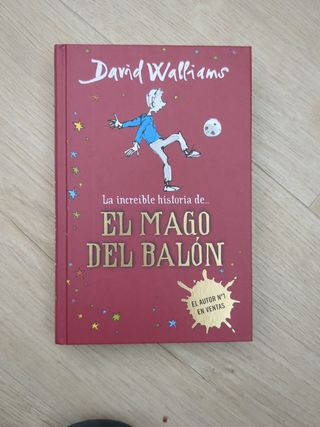 David Walliams
La increíble historia de...
EL MAGO
DEL BALÓN
EL AUTOR Nº1
EN VENTAS